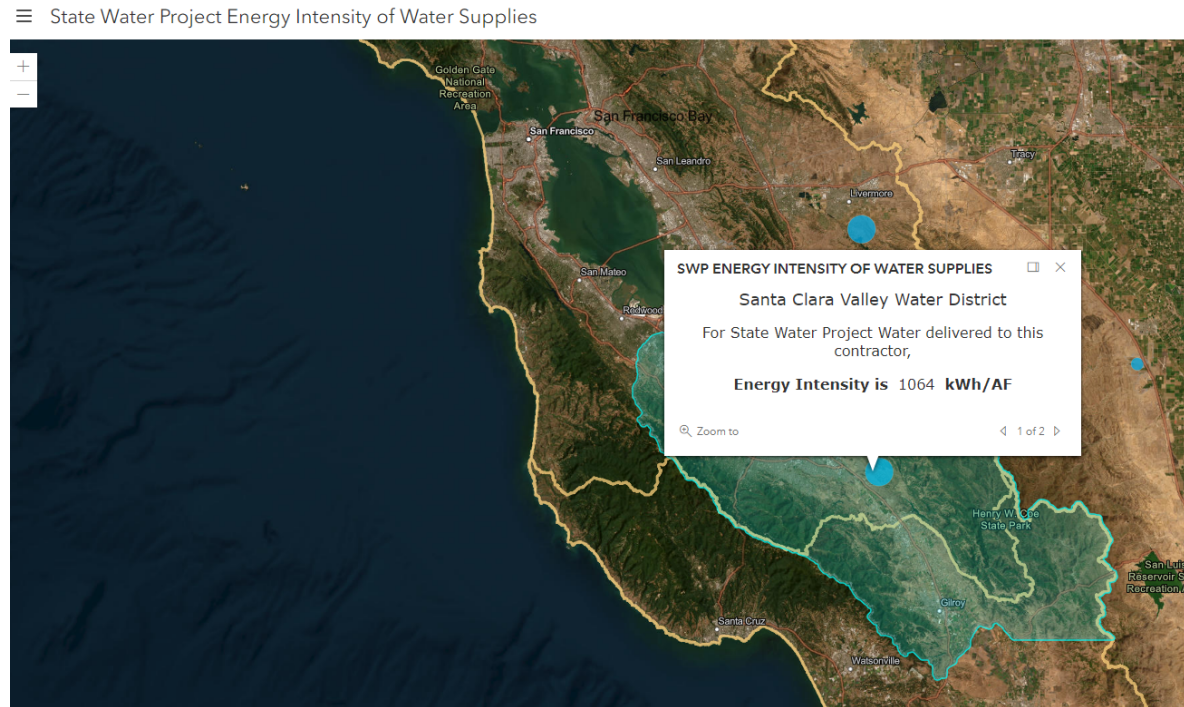 State Water Project Energy Intensity of Water Supplies
Golden Gate
National
Recreation
Area
San Francisco Bay
San Francisco
San Leandro
Tracy
Livermore
San Mateo
Redwood
SWP ENERGY INTENSITY OF WATER SUPPLIES
Santa Clara Valley Water District
For State Water Project Water delivered to this
contractor,
Energy Intensity is 1064 kWh/AF
Zoom to
1 of 2
Henry W. Coe
State Park
San Luis
Reservoir S
Recreation
Gilroy
Santa Cruz
Watsonville